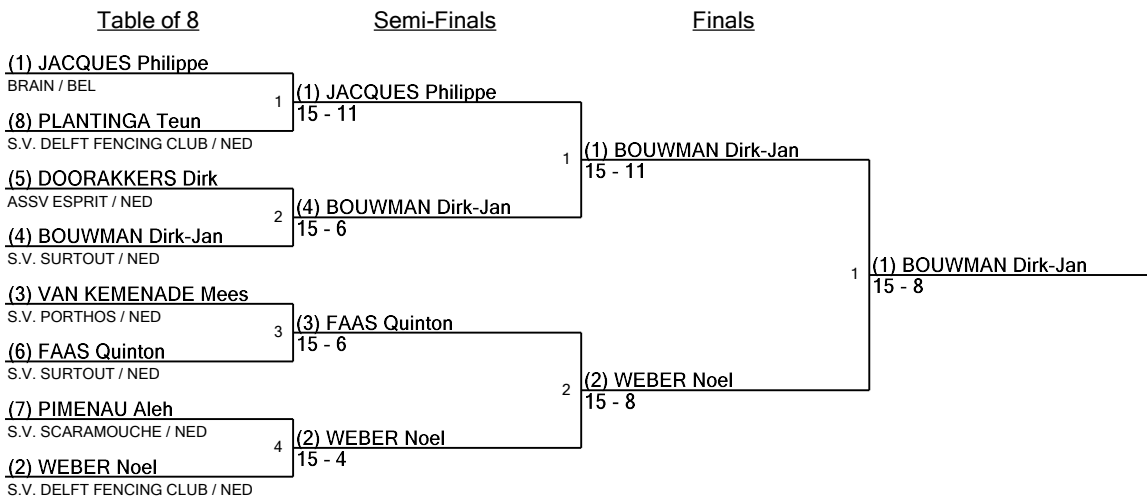 Table of 8
Semi-Finals
Finals
(1) JACQUES Philippe
BRAIN / BEL
1
(8) PLANTINGA Teun
S.V. DELFT FENCING CLUB / NED
(5) DOORAKKERS Dirk
ASSV ESPRIT / NED
2
(4) BOUWMAN Dirk-Jan
S.V. SURTOUT / NED
(3) VAN KEMENADE Mees
S.V. PORTHOS / NED
3
(6) FAAS Quinton
S.V. SURTOUT / NED
(7) PIMENAU Aleh
S.V. SCARAMOUCHE / NED
4
(2) WEBER Noel
S.V. DELFT FENCING CLUB / NED
(1) JACQUES Philippe
15 - 11
1
(4) BOUWMAN Dirk-Jan
15 - 6
(3) FAAS Quinton
15 - 6
2
(2) WEBER Noel
15 - 4
(1) BOUWMAN Dirk-Jan
15 - 11
1
(2) WEBER Noel
15 - 8
(1) BOUWMAN Dirk-Jan
15 - 8